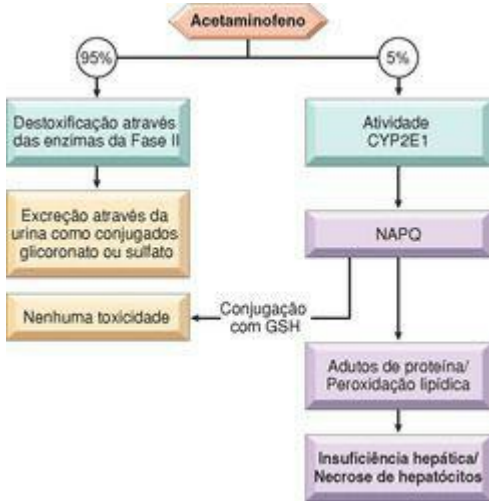 Acetaminofeno
95%
5%
Destoxificação através
das enzimas da Fase II
Atividade
CYP2E1
Excreção através da
urina como conjugados
glicoronato ou sulfato
NAPQ
Nenhuma toxicidade
Conjugação
com GSH
Adutos de proteína/
Peroxidação lipídica
Insuficiência hepática/
Necrose de hepatócitos